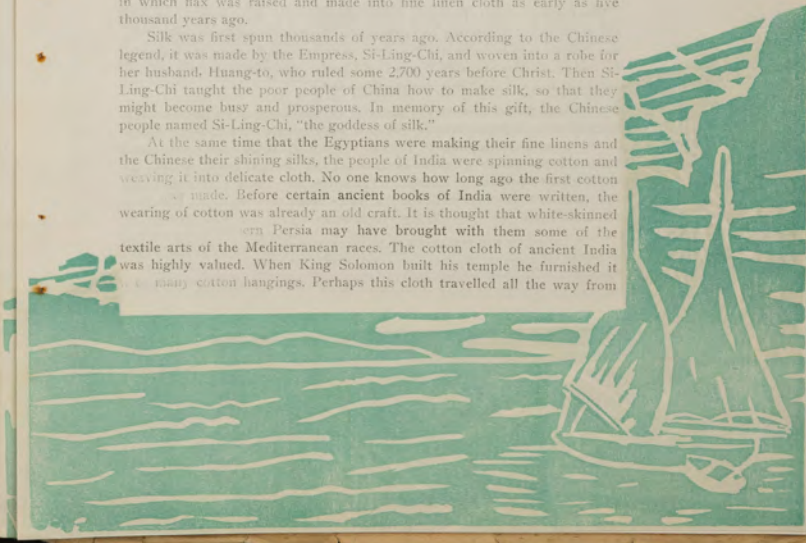 in which flax was raised and made into fine linen cloth as early as five
thousand years ago.
Silk was first spun thousands of years ago. According to the Chinese
legend, it was made by the Empress, Si-Ling-Chi, and woven into a robe for
her husband, Huang-to, who ruled some 2,700 years before Christ. Then Si-
Ling-Chi taught the poor people of China how to make silk, so that they
might become busy and prosperous. In memory of this gift, the Chinese
people named Si-Ling-Chi, "the goddess of silk."
At the same time that the Egyptians were making their fine linens and
the Chinese their shining silks, the people of India were spinning cotton and
weaving it into delicate cloth. No one knows how long ago the first cotton
made. Before certain ancient books of India were written, the
wearing of cotton was already an old craft. It is thought that white-skinned
Persia may have brought with them some of the
textile arts of the Mediterranean races. The cotton cloth of ancient India
was highly valued. When King Solomon built his temple he furnished it
many cotton hangings. Perhaps this cloth travelled all the way from